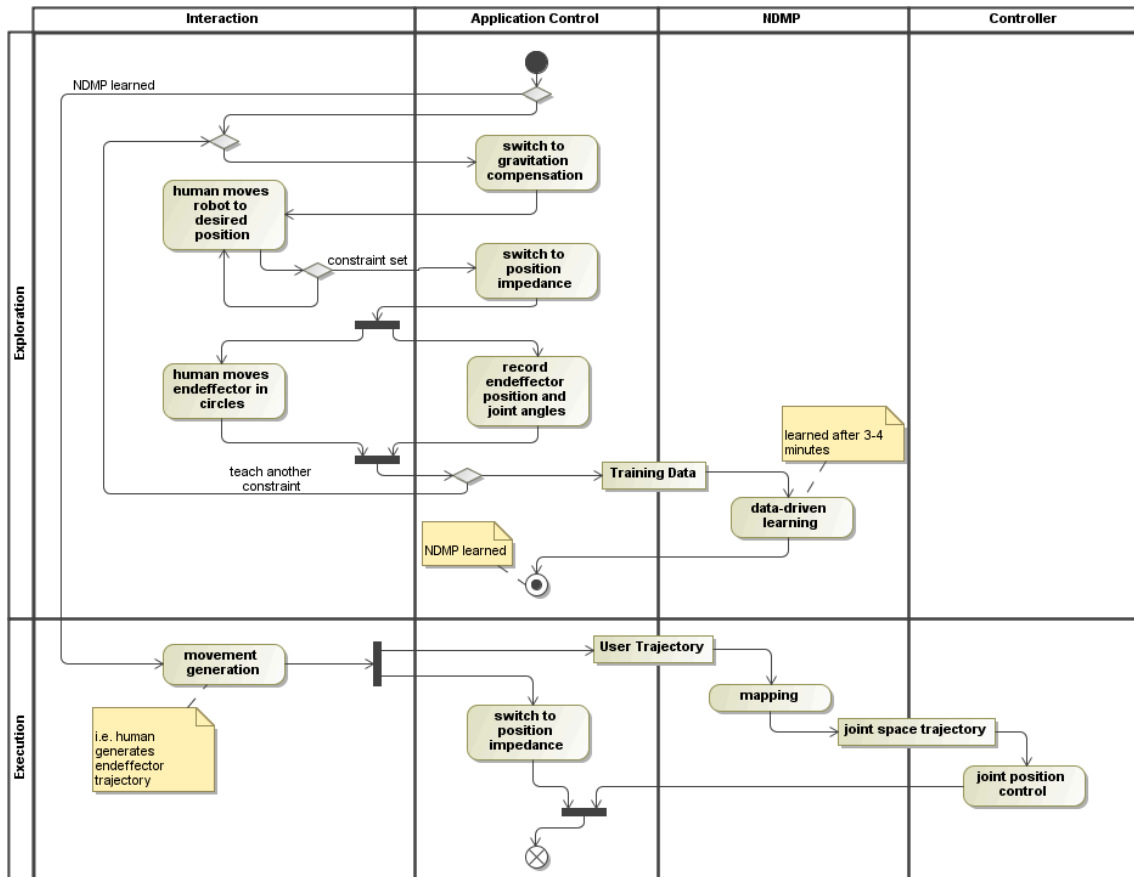 Interaction
Application Control
NDMP
Controller
Exploration
NDMP learned
switch to
gravitation
compensation
human moves
robot to
desired
position
constraint set
switch to
position
impedance
human moves
endeffector in
circles
record
endeffector
position and
joint angles
learned after 3-4
minutes
teach another
constraint
Training Data
data-driven
learning
NDMP learned
Execution
movement
generation
User Trajectory
mapping
i.e. human
generates
endeffector
trajectory
switch to
position
impedance
joint space trajectory
joint position
control